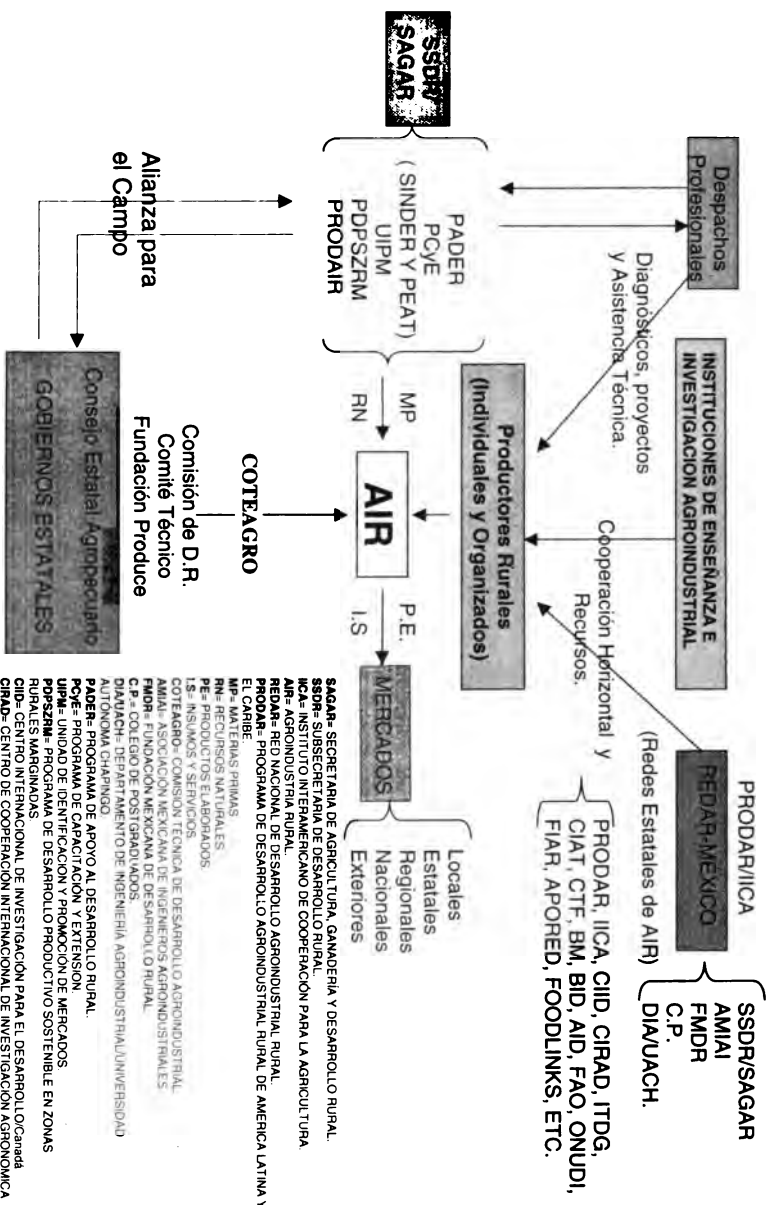 PRODAR/IICA
REDAR-MEXICO
(Redes Estatales de AIR)
SSDR/SAGAR
AMIAI
FMDR
C.P.
DIA/UACH.
PRODAR, IICA, CIID, CIRAD, ITDG,
CIAT, CTF, BM, BID, AID, FAO, ONUDI,
FIAR, APORED, FOODLINKS, ETC.
INSTITUCIONES DE ENSEÑANZA E
INVESTIGACION AGROINDUSTRIAL
Despachos
Profesionales
Diagnósticos, proyectos
y Asistencia Técnica.
Cooperación Horizontal y
Recursos.
Productores Rurales
(Individuales y Organizados)
SSDR/
SAGAR
PADER
PCyE
( SINDER Y PEAT)
UIPM
PDPSZRM
PRODAIR
MP
RN
AIR
P.E.
I.S
MERCADOS
Locales
Estatales
Regionales
Nacionales
Exteriores
COTEAGRO
Comisión de D.R.
Comité Técnico
Fundación Produce
Alianza para
el Campo
Consejo Estatal Agropecuario
GOBIERNOS ESTATALES
SAGAR= SECRETARIA DE AGRICULTURA, GANADERÍA Y DESARROLLO RURAL.
SSDR= SUBSECRETARIA DE DESARROLLO RURAL.
IICA= INSTITUTO INTERAMERICANO DE COOPERACIÓN PARA LA AGRICULTURA.
AIR= AGROINDUSTRIA RURAL.
REDAR= RED NACIONAL DE DESARROLLO AGROINDUSTRIAL RURAL.
PRODAR= PROGRAMA DE DESARROLLO AGROINDUSTRIAL RURAL DE AMERICA LATINA Y
EL CARIBE.
MP= MATERIAS PRIMAS
RN= RECURSOS NATURALES.
PE= PRODUCTOS ELABORADOS.
I.S= INSUMOS Y SERVICIOS.
COTEAGRO= COMISIÓN TÉCNICA DE DESARROLLO AGROINDUSTRIAL
AMIAI= ASOCIACIÓN MEXICANA DE INGENIEROS AGROINDUSTRIALES
FMDR= FUNDACIÓN MEXICANA DE DESARROLLO RURAL.
C.P.= COLEGIO DE POSTGRADUADOS.
DIA/UACH= DEPARTAMENTO DE INGENIERÍA AGROINDUSTRIAL/UNIVERSIDAD
AUTÓNOMA CHAPINGO.
PADER= PROGRAMA DE APOYO AL DESARROLLO RURAL.
PCyE= PROGRAMA DE CAPACITACIÓN Y EXTENSION.
UIPM= UNIDAD DE IDENTIFICACION Y PROMOCIÓN DE MERCADOS.
PDPSZRM= PROGRAMA DE DESARROLLO PRODUCTIVO SOSTENIBLE EN ZONAS
RURALES MARGINADAS.
CIID= CENTRO INTERNACIONAL DE INVESTIGACIÓN PARA EL DESARROLLO/Canadá
CIRAD= CENTRO DE COOPERACIÓN INTERNACIONAL DE INVESTIGACIÓN AGRONOMICA